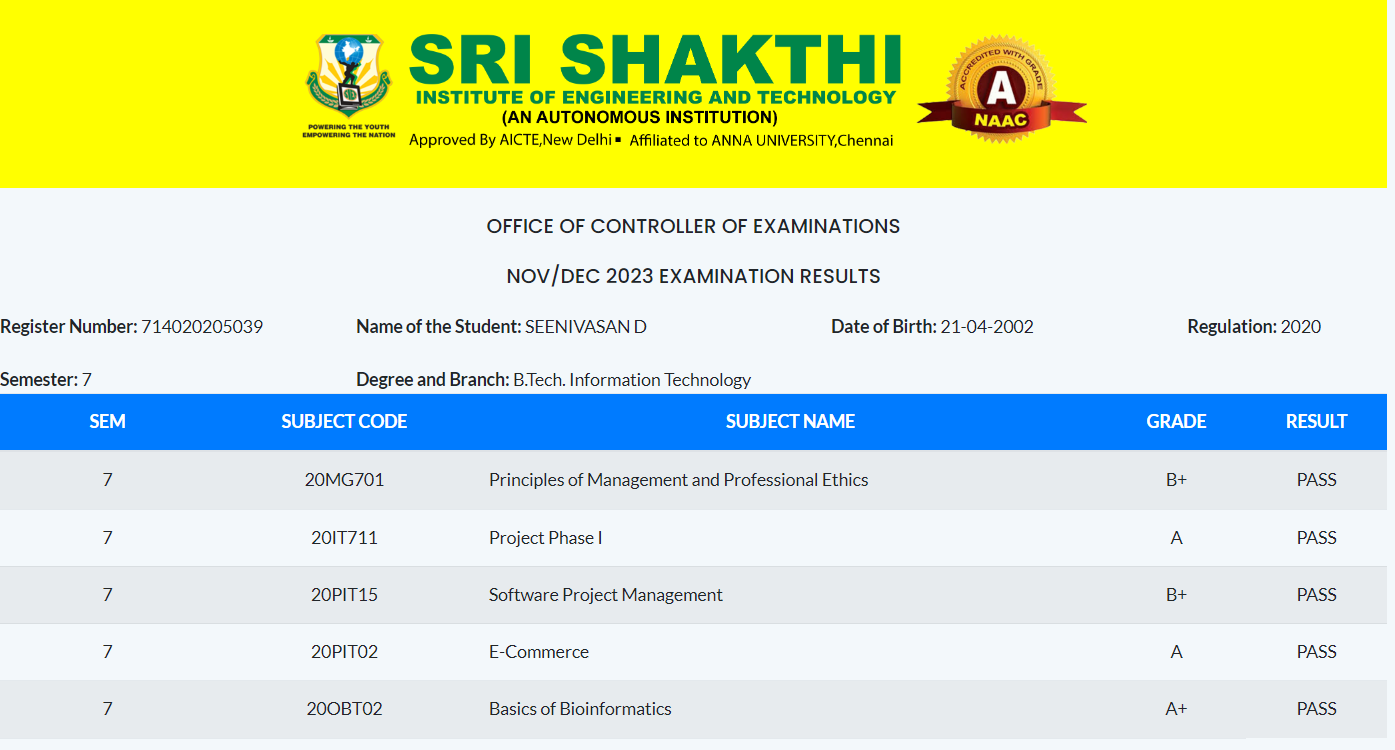 SRI SHAKTHI
INSTITUTE OF ENGINEERING AND TECHNOLOGY
(AN AUTONOMOUS INSTITUTION)
Approved By AICTE,New Delhi ▪ Affiliated to ANNA UNIVERSITY,Chennai
POWERING THE YOUTH
EMPOWERING THE NATION
ACCREDITED WITH GRADE
A
NAAC
OFFICE OF CONTROLLER OF EXAMINATIONS
NOV/DEC 2023 EXAMINATION RESULTS
Register Number: 714020205039 Name of the Student: SEENIVASAN D Date of Birth: 21-04-2002 Regulation: 2020
Semester: 7 Degree and Branch: B.Tech. Information Technology
SEM SUBJECT CODE SUBJECT NAME GRADE RESULT
7 20MG701 Principles of Management and Professional Ethics B+ PASS
7 20IT711 Project Phase I A PASS
7 20PIT15 Software Project Management B+ PASS
7 20PIT02 E-Commerce A PASS
7 20OBT02 Basics of Bioinformatics A+ PASS